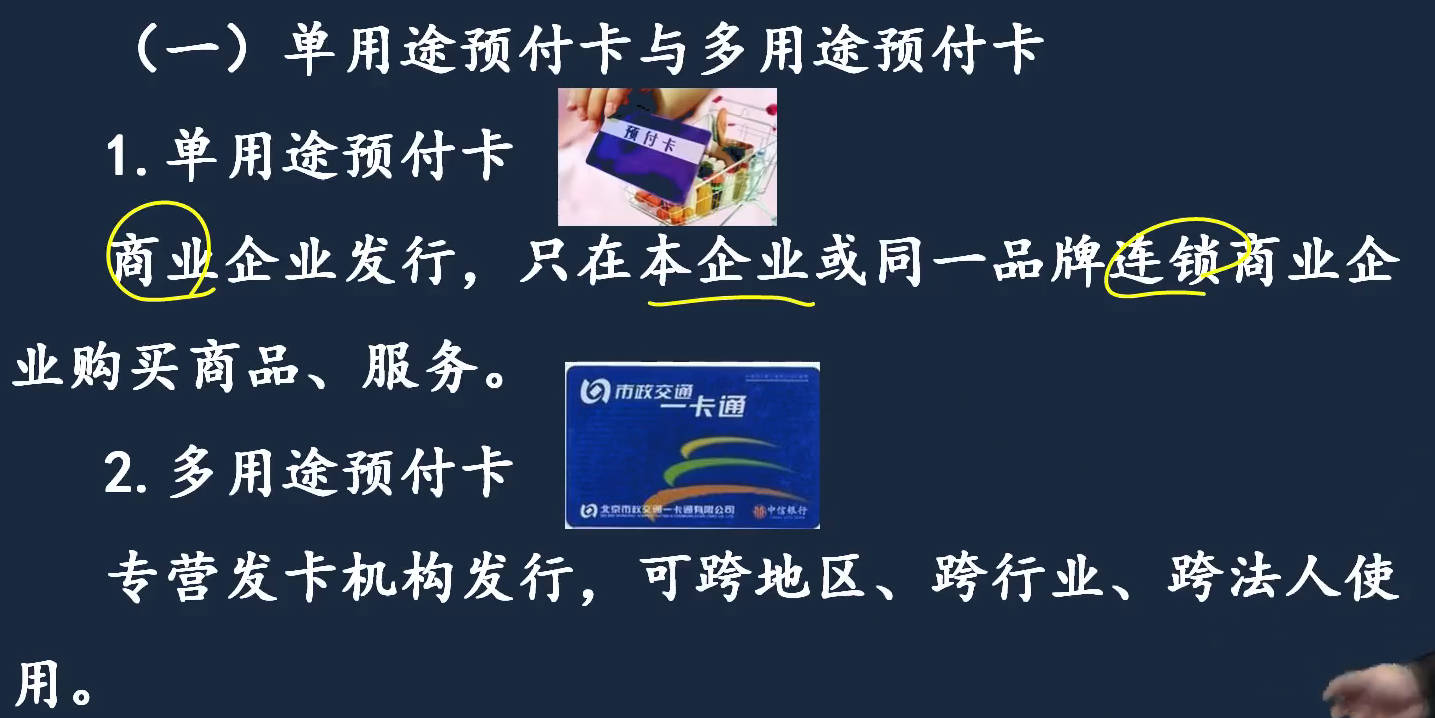 （一）单用途预付卡与多用途预付卡
1.单用途预付卡
预付卡
商业企业发行，只在本企业或同一品牌连锁商业企
业购买商品、服务。
市政交通
一卡通
北京市政交通一卡通有限公司
中信银行
2.多用途预付卡
专营发卡机构发行，可跨地区、跨行业、跨法人使
用。